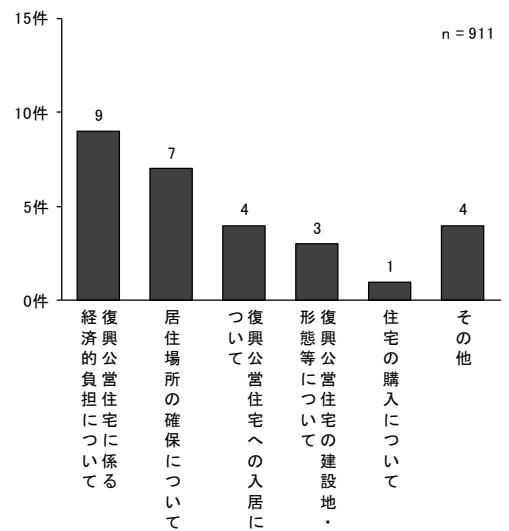 15件
n = 911
10件
9
7
5件
4
4
3
1
0件
復興公営住宅に係る
経済的負担について
居住場所の確保について
復興公営住宅への入居に
ついて
復興公営住宅の建設地・
形態等について
住宅の購入について
その他